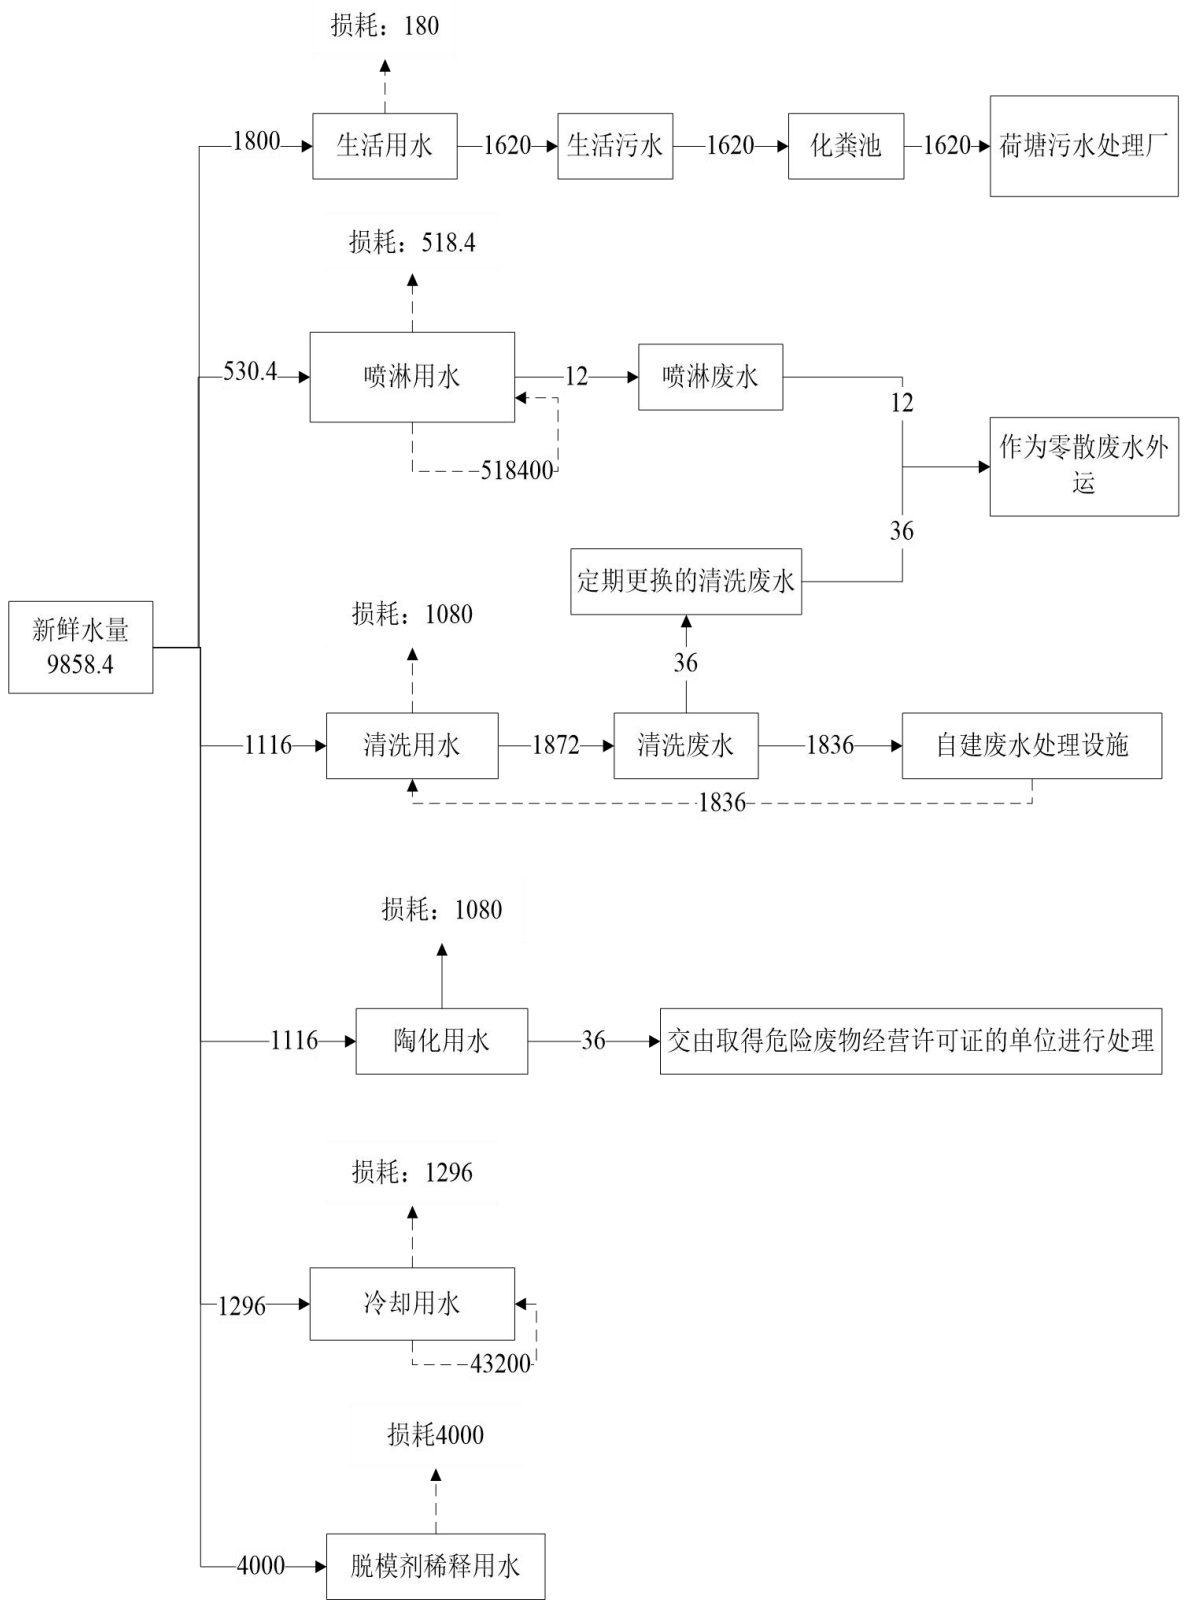 损耗：180
1800
生活用水
1620
生活污水
1620
化粪池
1620
荷塘污水处理厂
损耗：518.4
530.4
喷淋用水
12
喷淋废水
12
518400
作为零散废水外
运
36
定期更换的清洗废水
新鲜水量
9858.4
损耗：1080
36
1116
清洗用水
1872
清洗废水
1836
自建废水处理设施
1836
损耗：1080
1116
陶化用水
36
交由取得危险废物经营许可证的单位进行处理
损耗：1296
1296
冷却用水
43200
损耗4000
4000
脱模剂稀释用水